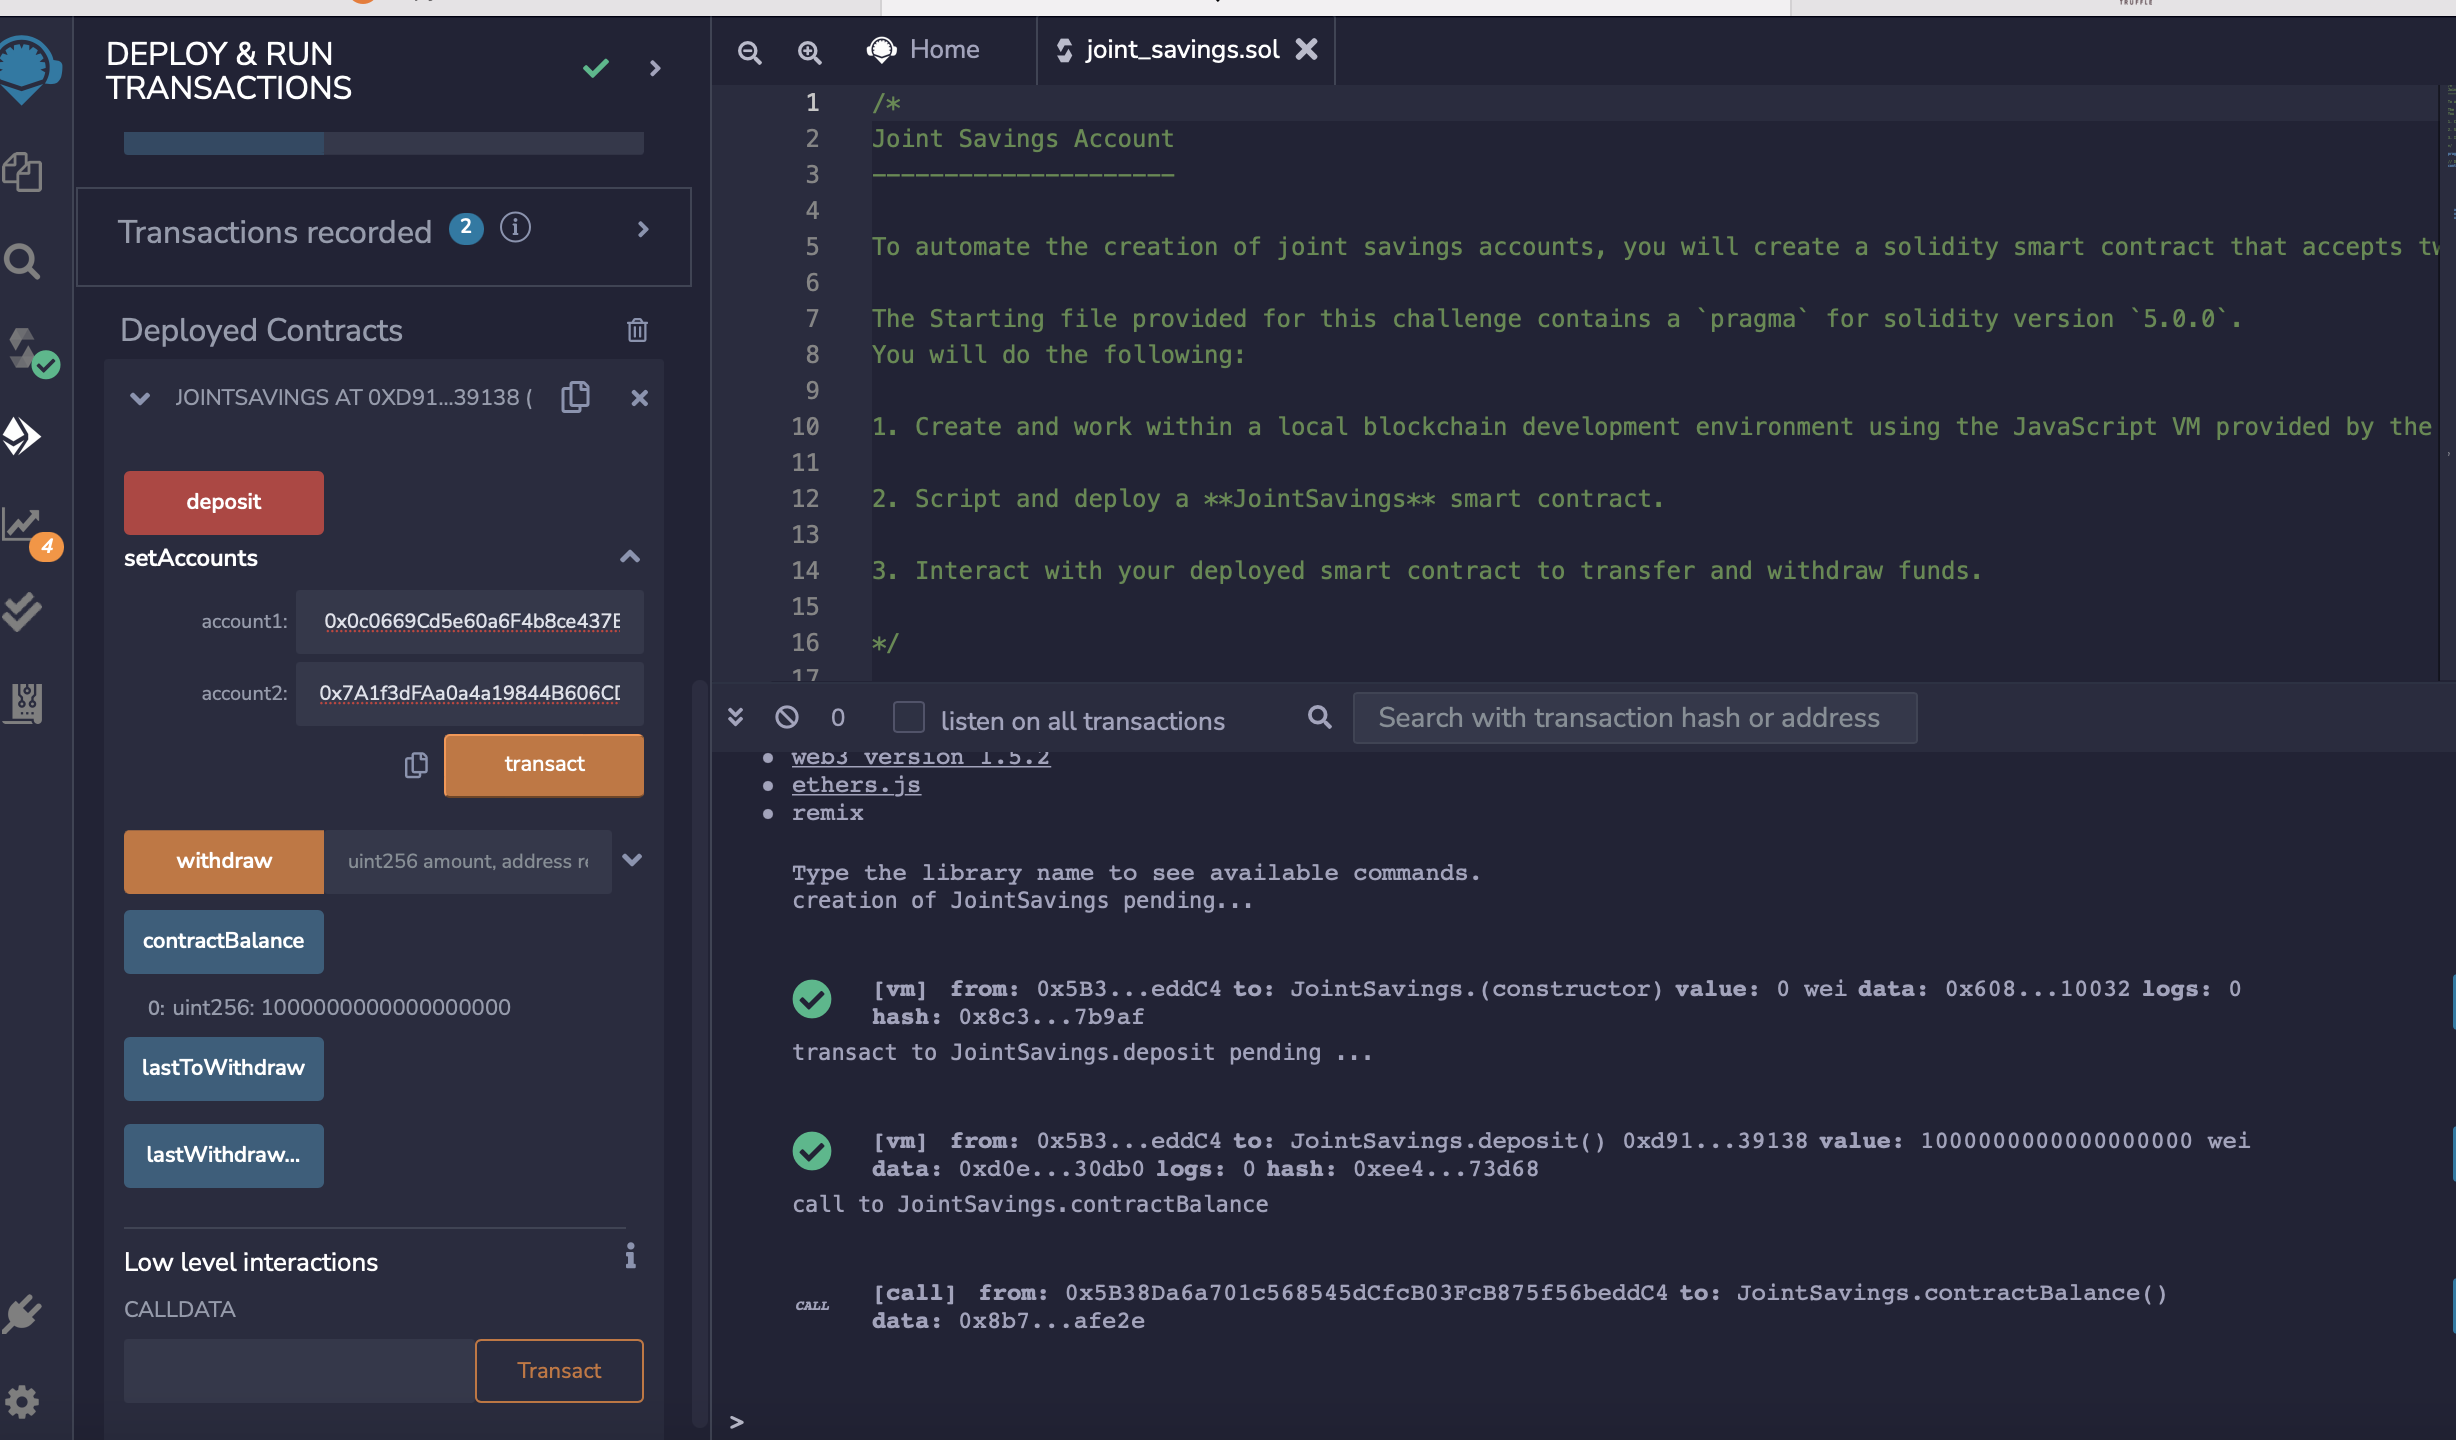 TRUFFLE
DEPLOY & RUN
TRANSACTIONS
Transactions recorded 2 i
Deployed Contracts
JOINTSAVINGS AT 0XD91...39138 (
deposit
setAccounts
account1: 0x0c0669Cd5e60a6F4b8ce437E
account2: 0x7A1f3dFAa0a4a19844B606CD
transact
withdraw uint256 amount, address re
contractBalance
0: uint256: 1000000000000000000
lastToWithdraw
lastWithdraw...
Low level interactions i
CALLDATA
Transact
4
Home joint_savings.sol
1 /*
2 Joint Savings Account
3 ---------------------
4
5 To automate the creation of joint savings accounts, you will create a solidity smart contract that accepts tw
6
7 The Starting file provided for this challenge contains a `pragma` for solidity version `5.0.0`.
8 You will do the following:
9
10 1. Create and work within a local blockchain development environment using the JavaScript VM provided by the
11
12 2. Script and deploy a **JointSavings** smart contract.
13
14 3. Interact with your deployed smart contract to transfer and withdraw funds.
15
16 */
17
0 listen on all transactions Search with transaction hash or address
• web3 version 1.5.2
• ethers.js
• remix
Type the library name to see available commands.
creation of JointSavings pending...
[vm] from: 0x5B3...eddC4 to: JointSavings.(constructor) value: 0 wei data: 0x608...10032 logs: 0
hash: 0x8c3...7b9af
transact to JointSavings.deposit pending ...
[vm] from: 0x5B3...eddC4 to: JointSavings.deposit() 0xd91...39138 value: 1000000000000000000 wei
data: 0xd0e...30db0 logs: 0 hash: 0xee4...73d68
call to JointSavings.contractBalance
CALL [call] from: 0x5B38Da6a701c568545dCfcB03FcB875f56beddC4 to: JointSavings.contractBalance()
data: 0x8b7...afe2e
>